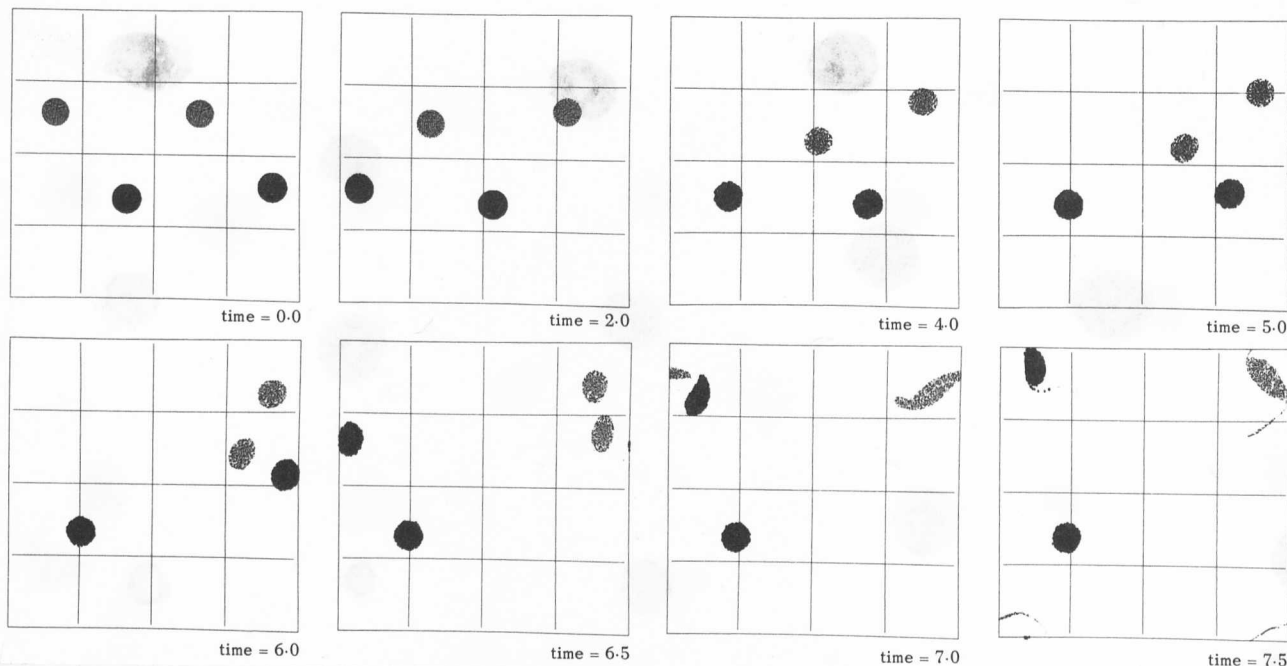 time = 0·0
time = 2·0
time = 4·0
time = 5·0
time = 6·0
time = 6·5
time = 7·0
time = 7·5